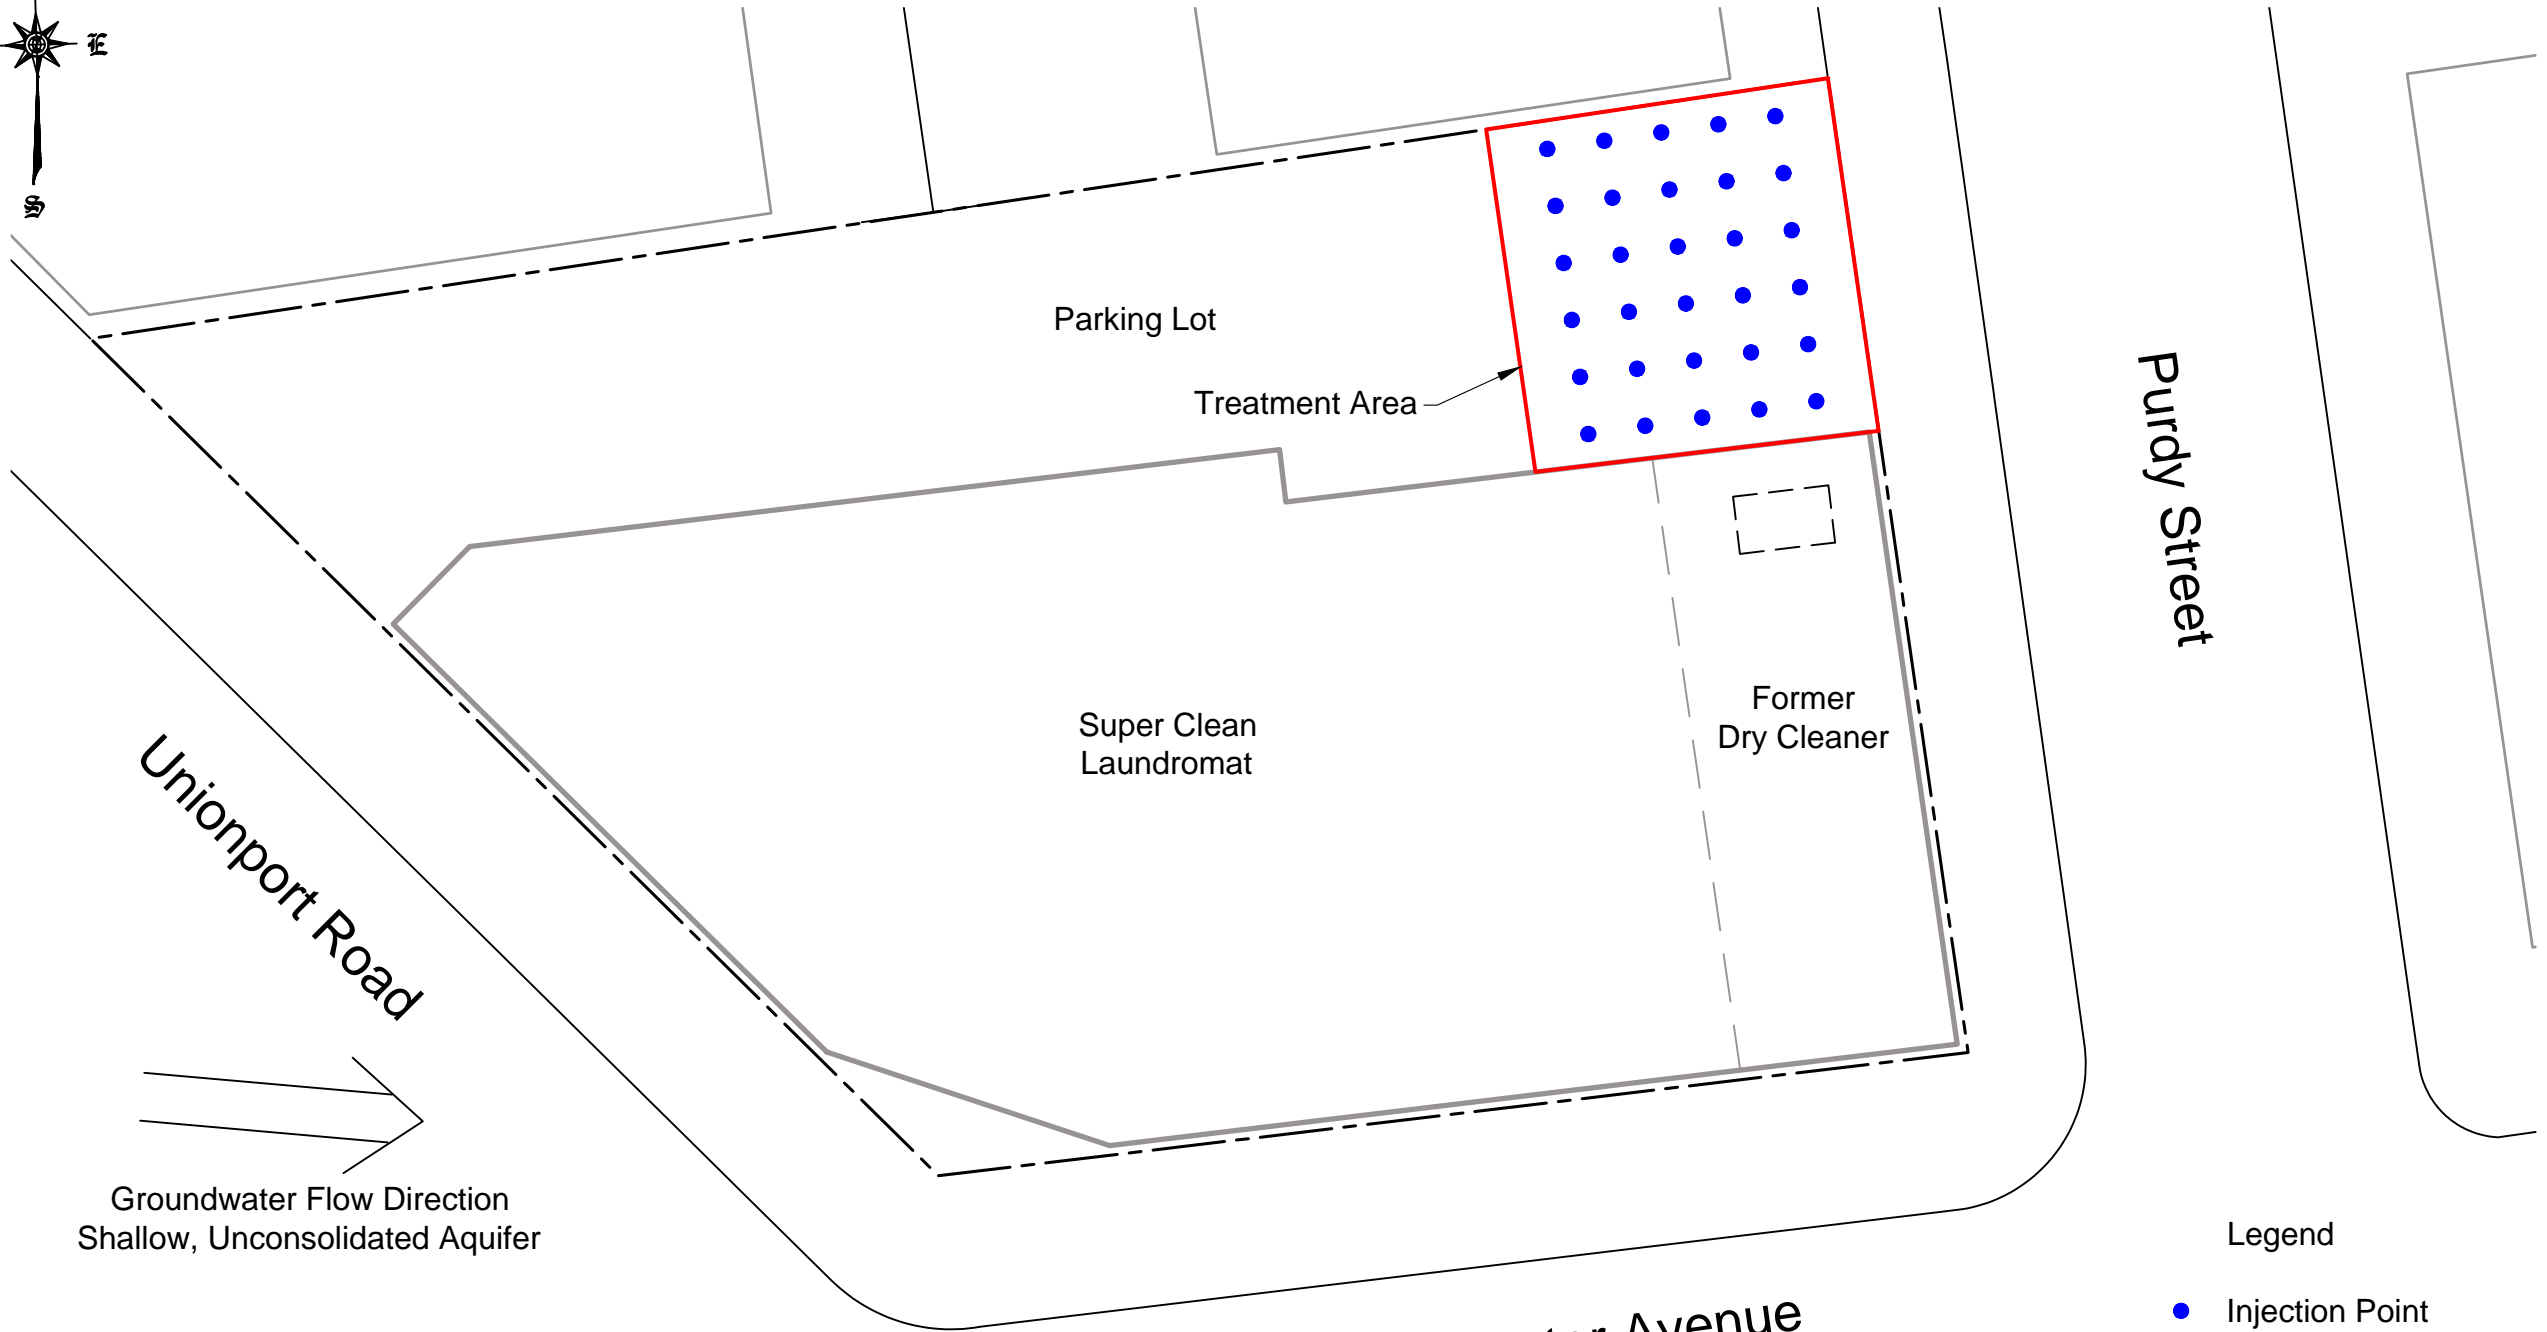 E
S
Parking Lot
Treatment Area
Purdy Street
Former
Dry Cleaner
Super Clean
Laundromat
Unionport Road
Groundwater Flow Direction
Shallow, Unconsolidated Aquifer
Legend
Avenue
Injection Point